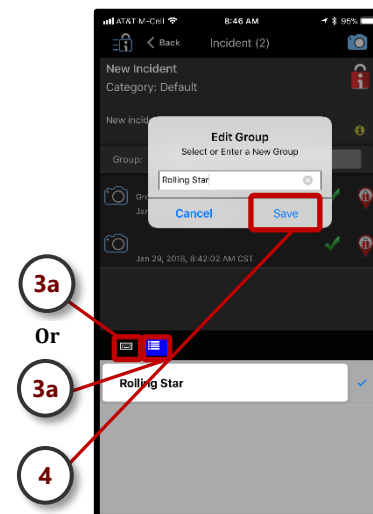 AT&T M-Cell 8:46 AM 95%
Back Incident (2)
New Incident
Category: Default
New incid
Edit Group
Select or Enter a New Group
Group:
Rolling Star
Cancel Save
Jan
Jan 29, 2018, 8:42:02 AM CST
3a
Or
3a
Rolling Star
4